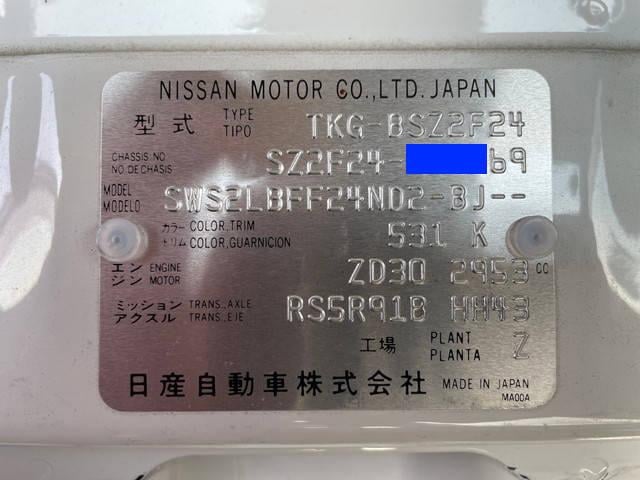 NISSAN MOTOR CO.,LTD. JAPAN
型式 TYPE TIPO TKG-BSZ2F24
CHASSIS NO NO.DE CHASIS SZ2F24- 69
MODEL MODELO SWS2LBFF24ND2-BJ--
カラー トリム COLOR,TRIM COLOR,GUARNICION 531 K
エンジン ENGINE MOTOR ZD30 2953 CC
ミッション アクスル TRANS.,AXLE TRANS.,EJE RS5R91B HH43
工場 PLANT PLANTA Z
日産自動車株式会社 MADE IN JAPAN
MA00A